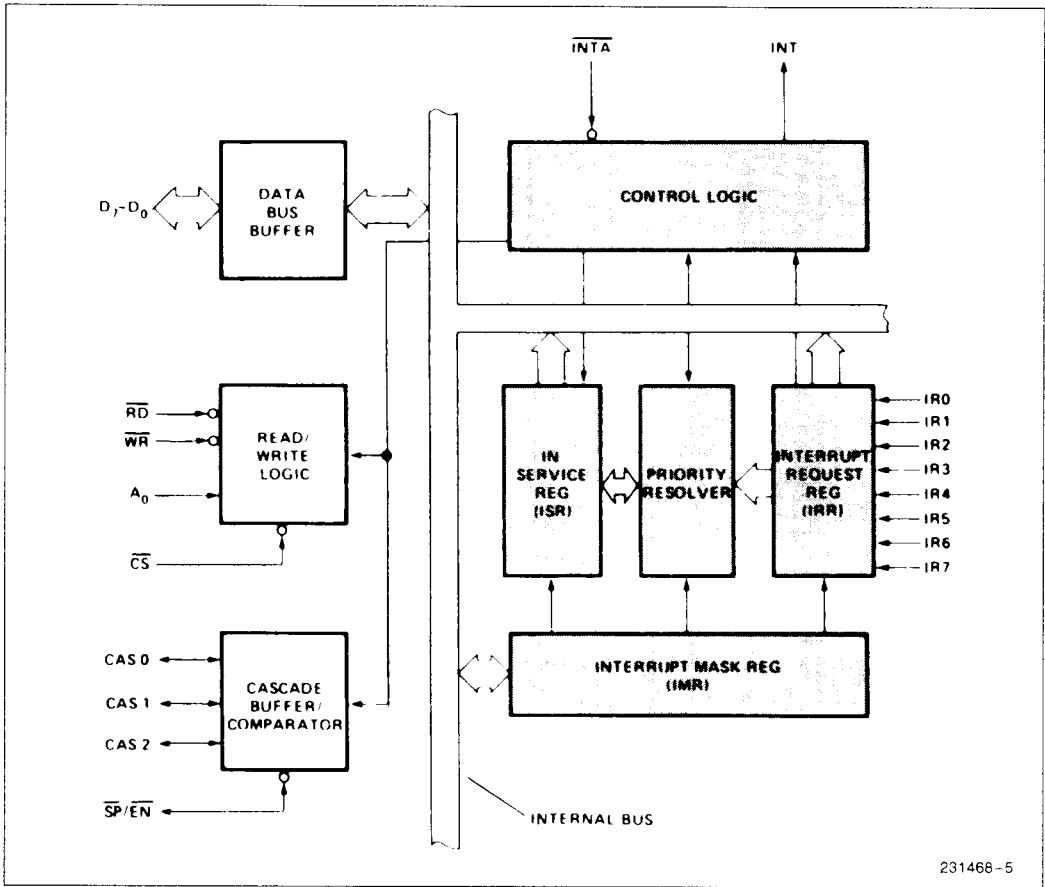 INTA
INT
D7-D0
DATA
BUS
BUFFER
CONTROL LOGIC
RD
WR
A0
CS
READ/
WRITE
LOGIC
IN
SERVICE
REG
(ISR)
PRIORITY
RESOLVER
INTERRUPT
REQUEST
REG
(IRR)
IR0
IR1
IR2
IR3
IR4
IR5
IR6
IR7
CAS 0
CAS 1
CAS 2
CASCADE
BUFFER/
COMPARATOR
INTERRUPT MASK REG
(IMR)
SP/EN
INTERNAL BUS
231468-5